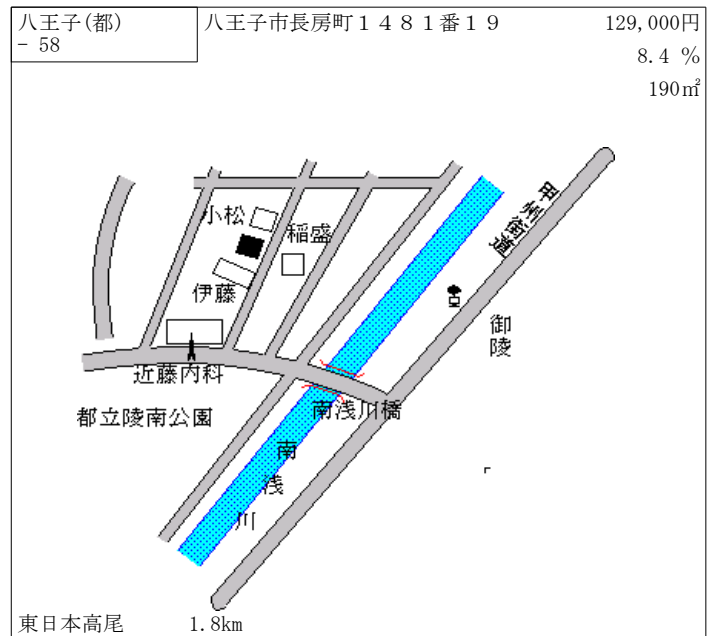 八王子(都)
- 58
八王子市長房町１４８１番１９
129,000円
8.4 %
190㎡
甲州街道
小松
稲盛
伊藤
御陵
近藤内科
都立陵南公園
南浅川橋
南浅川
東日本高尾 1.8km